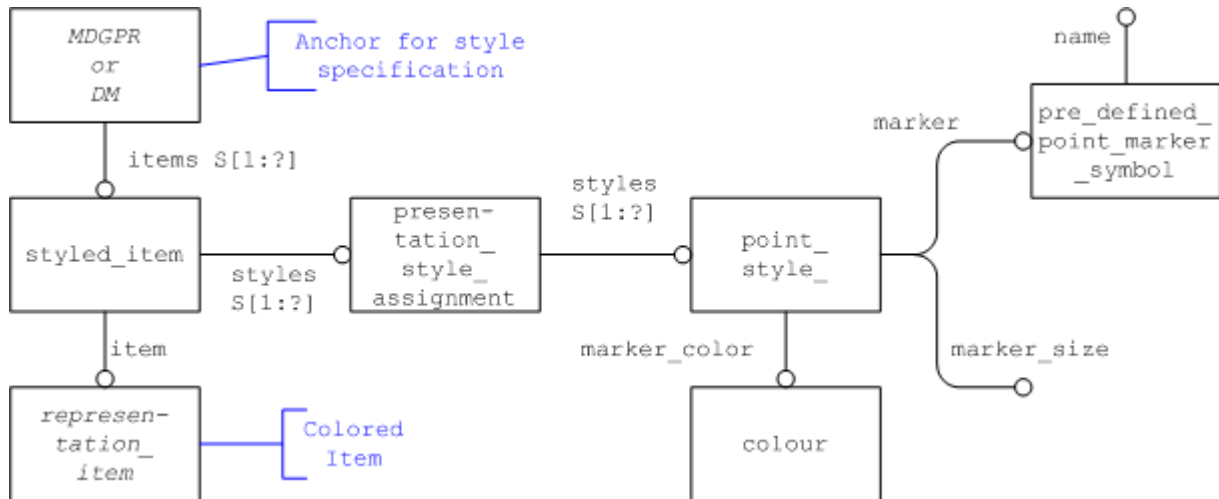 MDGPR
or
DM
Anchor for style
specification
name
pre_defined_
point_marker
_symbol
marker
items S[1:?]
styles
S[1:?]
styled_item
presen-
tation_
style_
assignment
point_
style_
styles
S[1:?]
item
marker_color
marker_size
represen-
tation_
item
Colored
Item
colour